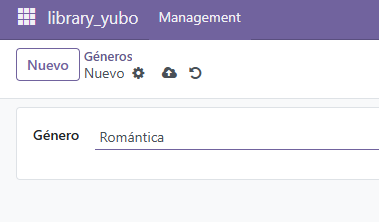 library_yubo Management
Nuevo
Géneros
Nuevo
Género Romántica